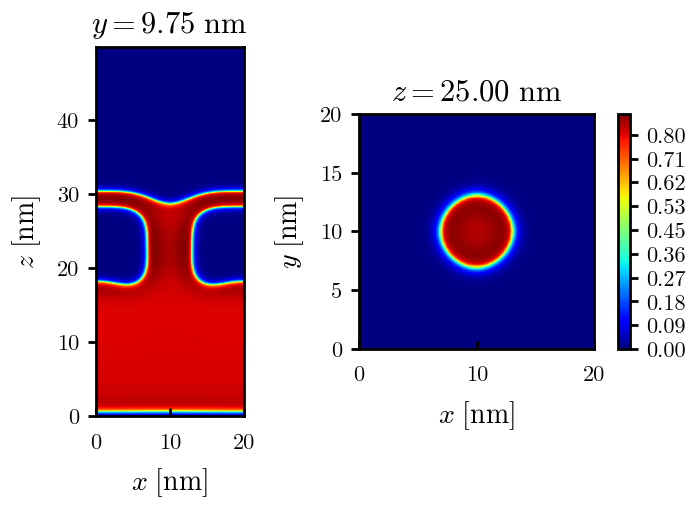 y = 9.75 nm
z [nm]
40
30
20
10
0
0 10 20
x [nm]
z = 25.00 nm
y [nm]
20
15
10
5
0
0 10 20
x [nm]
0.80
0.71
0.62
0.53
0.45
0.36
0.27
0.18
0.09
0.00